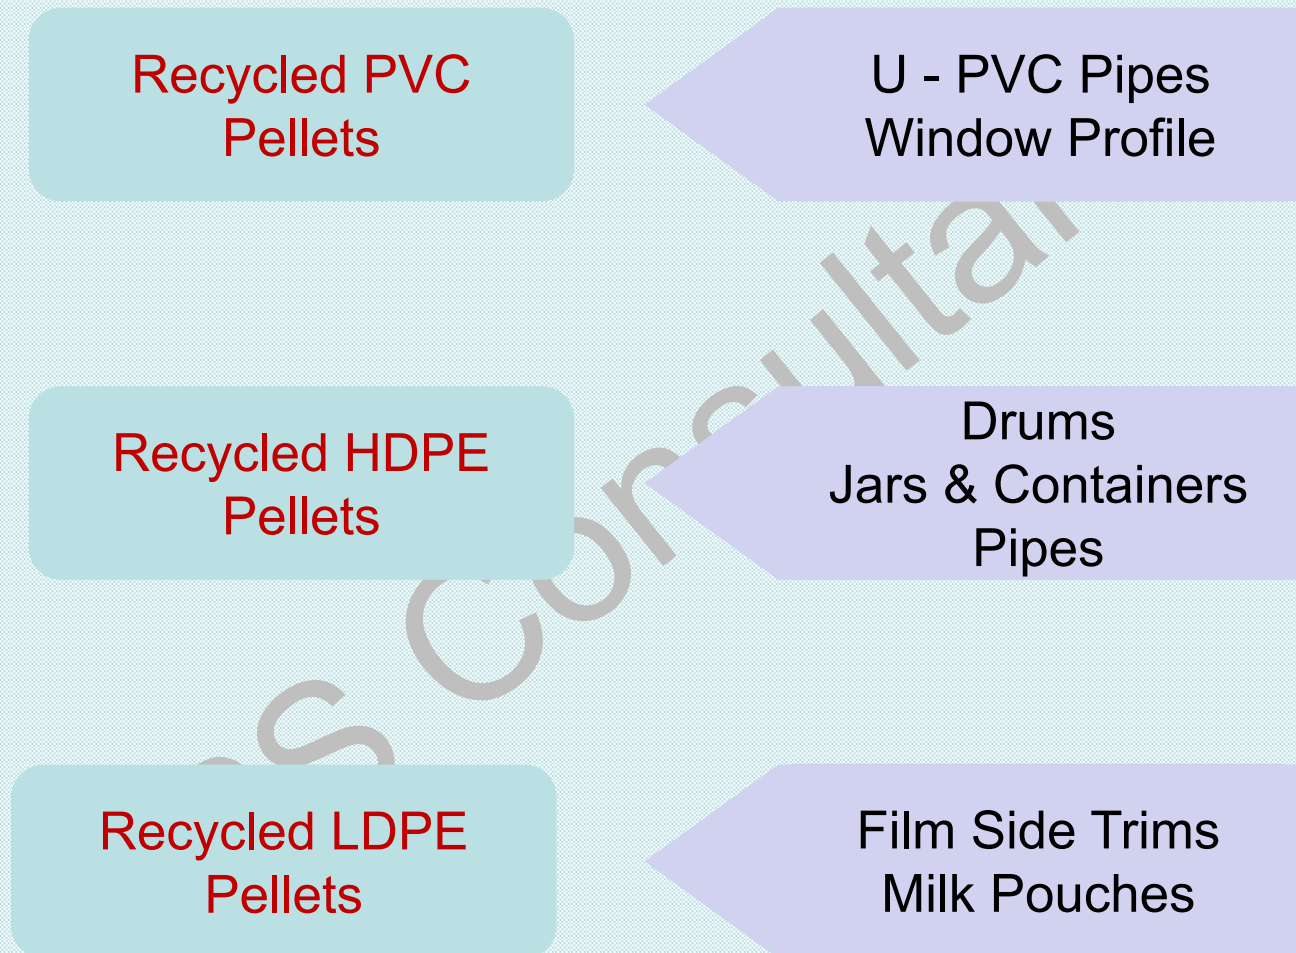 Recycled PVC
Pellets
U - PVC Pipes
Window Profile
Recycled HDPE
Pellets
Drums
Jars & Containers
Pipes
Recycled LDPE
Pellets
Film Side Trims
Milk Pouches